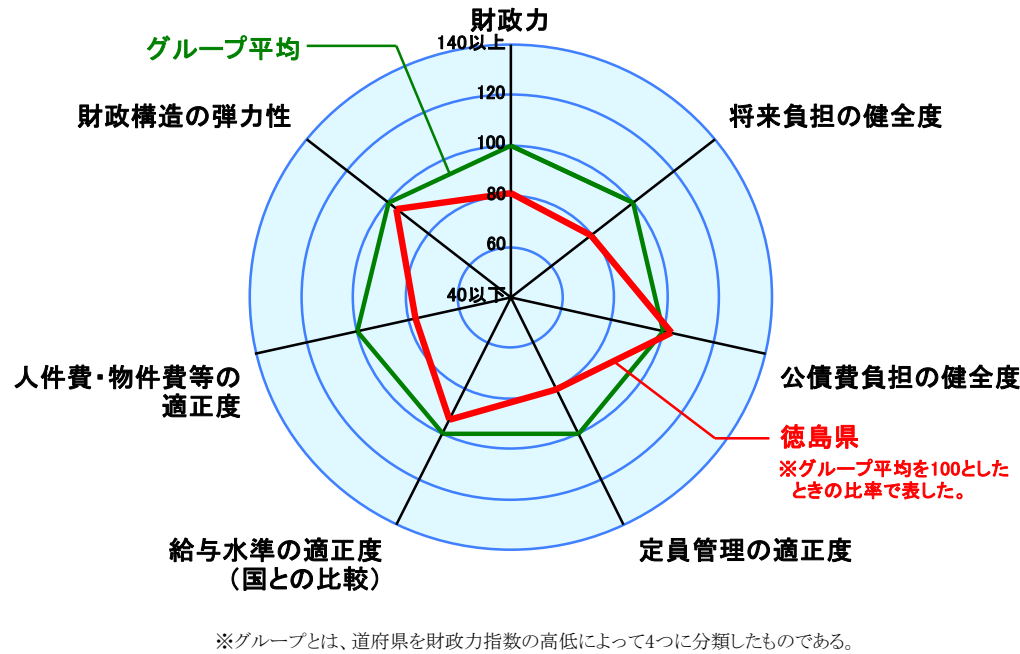 財政力
140以上
グループ平均
120
財政構造の弾力性
将来負担の健全度
100
80
60
40以下
人件費・物件費等の
適正度
公債費負担の健全度
徳島県
※グループ平均を100とした
ときの比率で表した。
給与水準の適正度
（国との比較）
定員管理の適正度
※グループとは、道府県を財政力指数の高低によって4つに分類したものである。